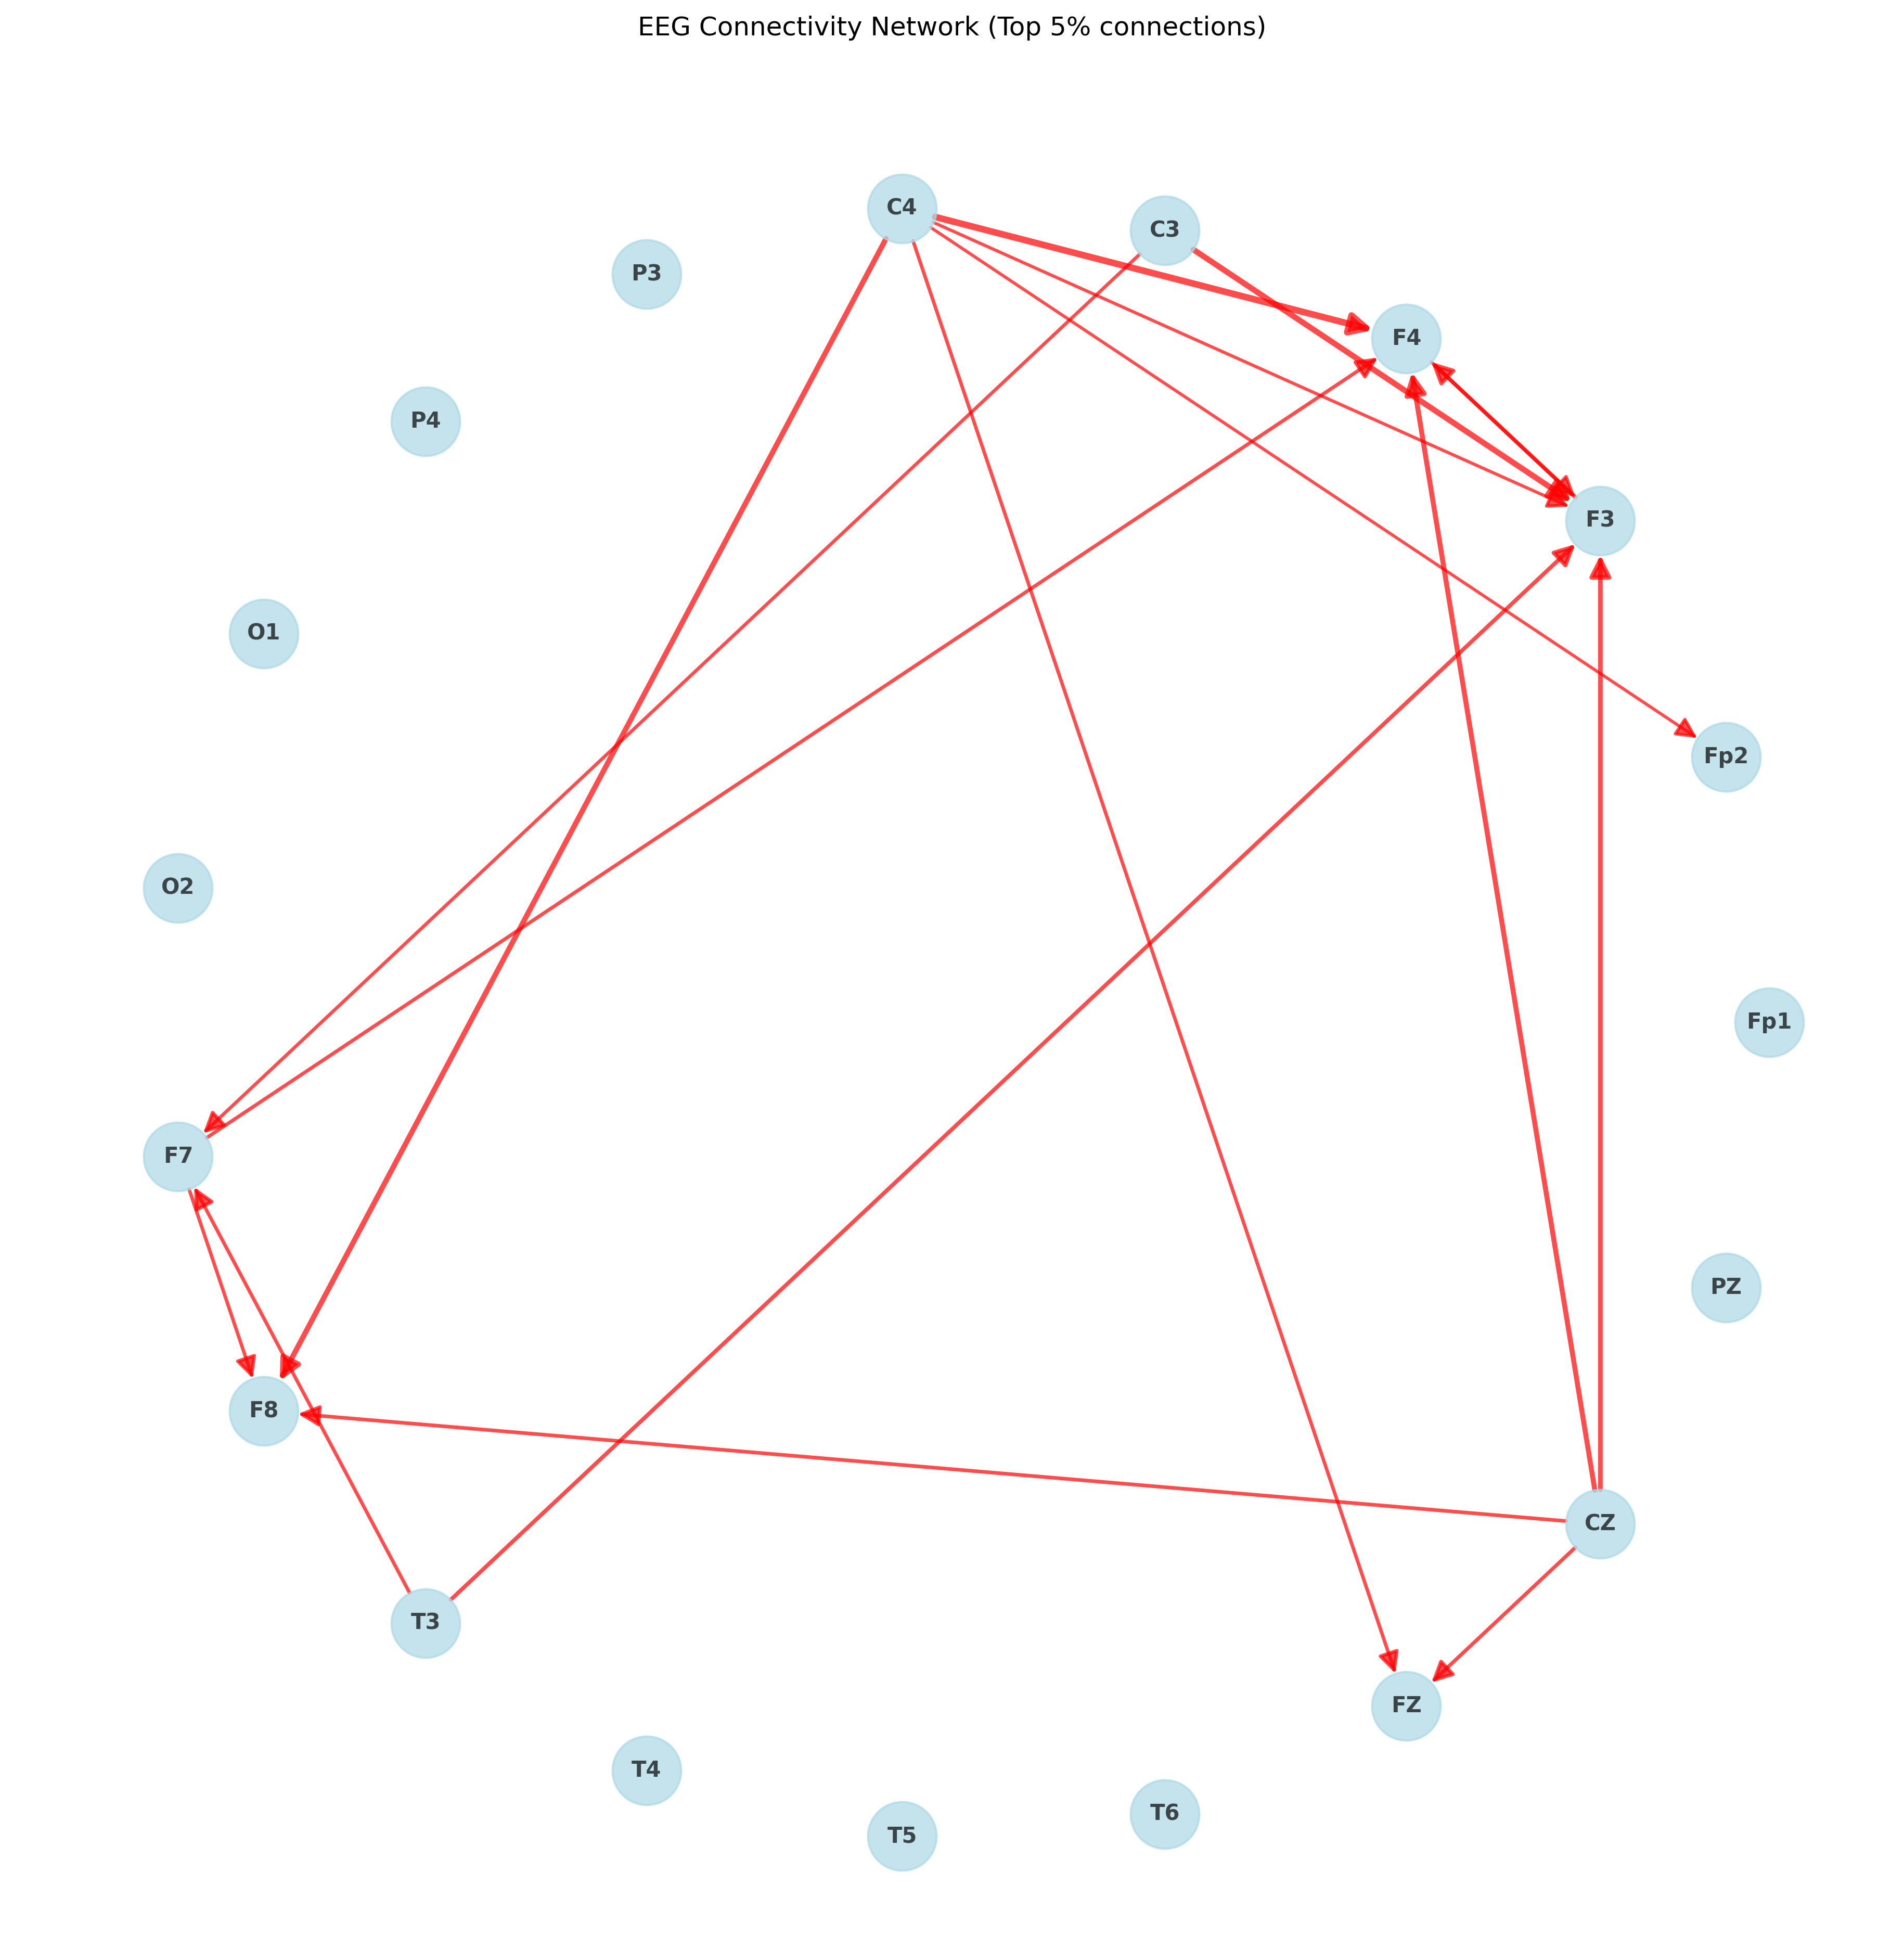 EEG Connectivity Network (Top 5% connections)
C4
C3
P3
F4
P4
F3
O1
Fp2
O2
Fp1
F7
PZ
F8
CZ
T3
FZ
T4
T6
T5